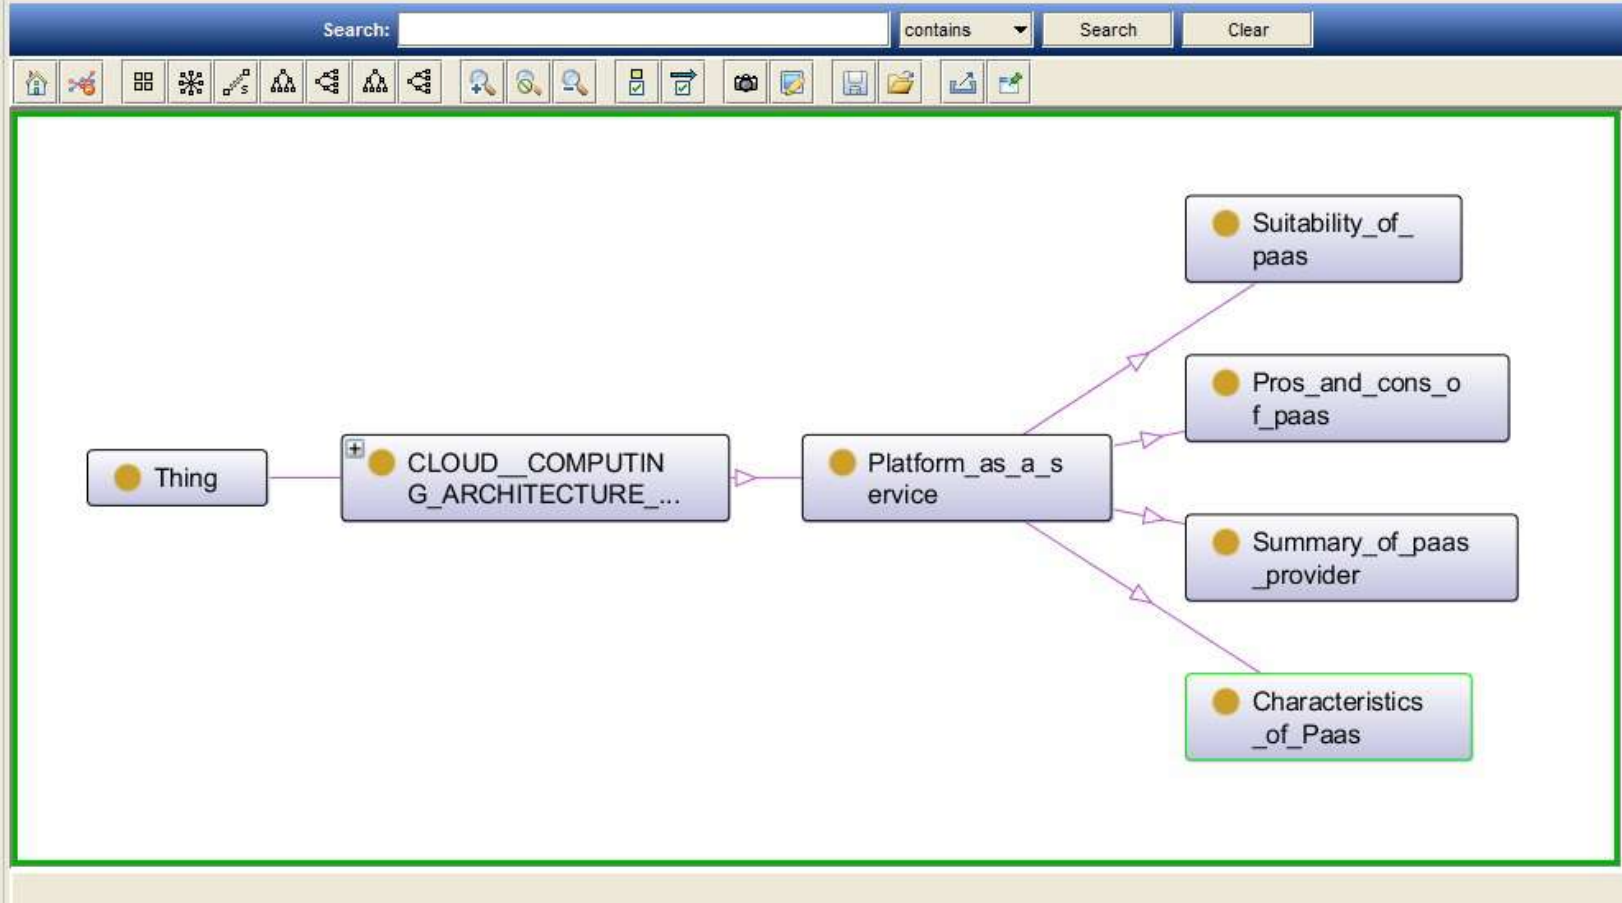 Search:
contains
Search
Clear
Suitability_of_
paas
Pros_and_cons_o
f_paas
Thing
CLOUD__COMPUTIN
G_ARCHITECTURE_...
Platform_as_a_s
ervice
Summary_of_paas
_provider
Characteristics
_of_Paas